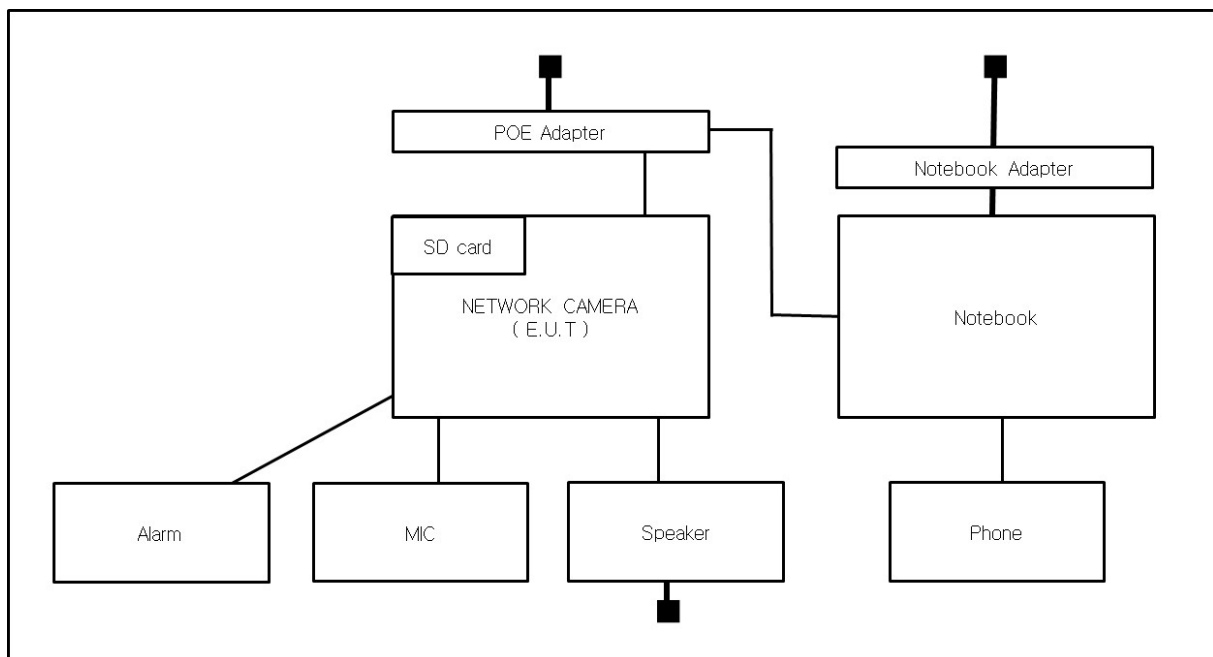 POE Adapter
Notebook Adapter
SD card
NETWORK CAMERA
( E.U.T )
Notebook
Alarm
MIC
Speaker
Phone